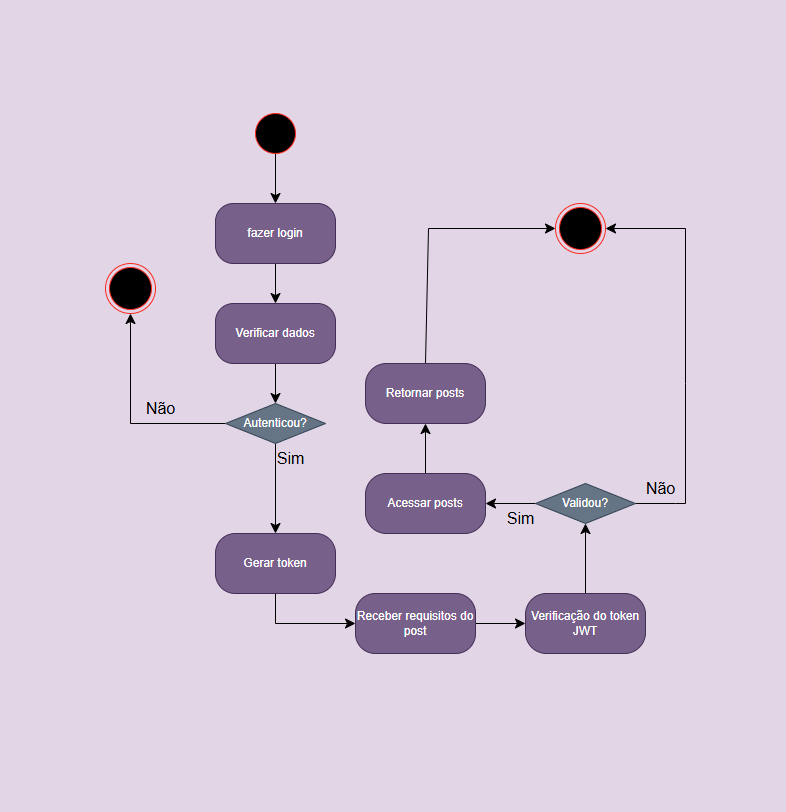 fazer login
Verificar dados
Não
Autenticou?
Sim
Gerar token
Receber requisitos do
post
Verificação do token
JWT
Validou?
Não
Sim
Acessar posts
Retornar posts